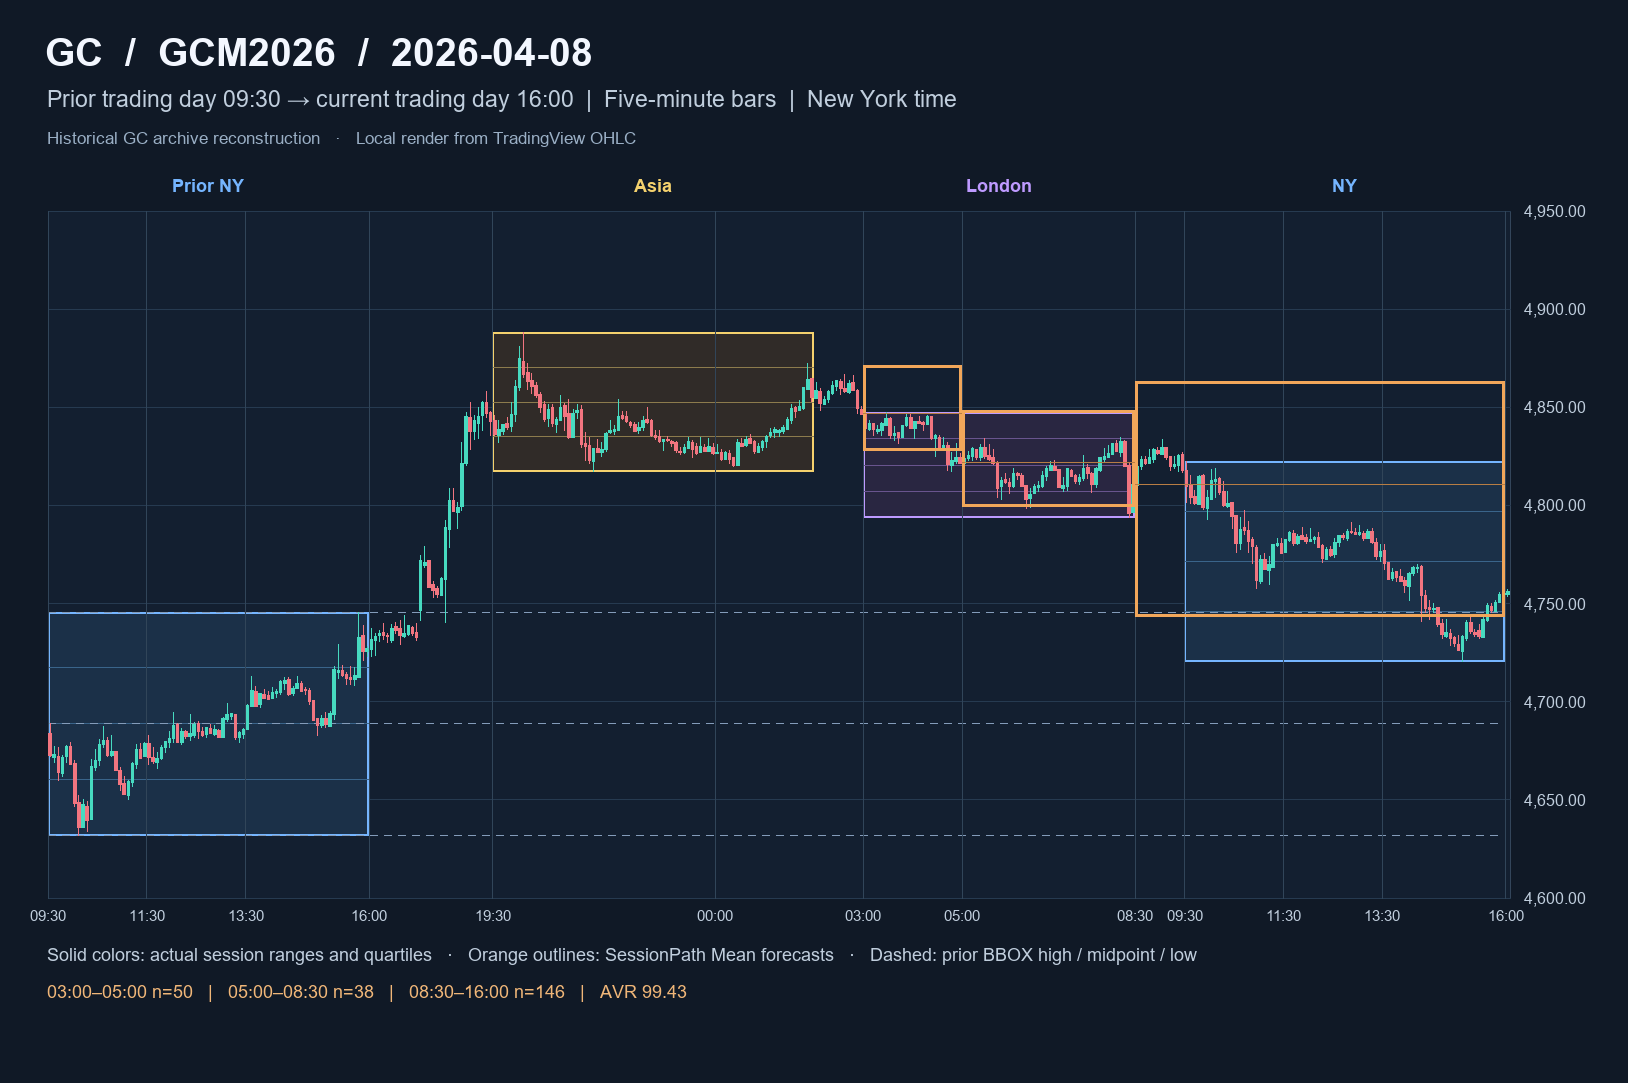 GC / GCM2026 / 2026-04-08
Prior trading day 09:30 → current trading day 16:00 | Five-minute bars | New York time
Historical GC archive reconstruction · Local render from TradingView OHLC
Prior NY
Asia
London
NY
4,950.00
4,900.00
4,850.00
4,800.00
4,750.00
4,700.00
4,650.00
4,600.00
09:30
11:30
13:30
16:00
19:30
00:00
03:00
05:00
08:30
09:30
11:30
13:30
16:00
Solid colors: actual session ranges and quartiles · Orange outlines: SessionPath Mean forecasts · Dashed: prior BBOX high / midpoint / low
03:00–05:00 n=50 | 05:00–08:30 n=38 | 08:30–16:00 n=146 | AVR 99.43